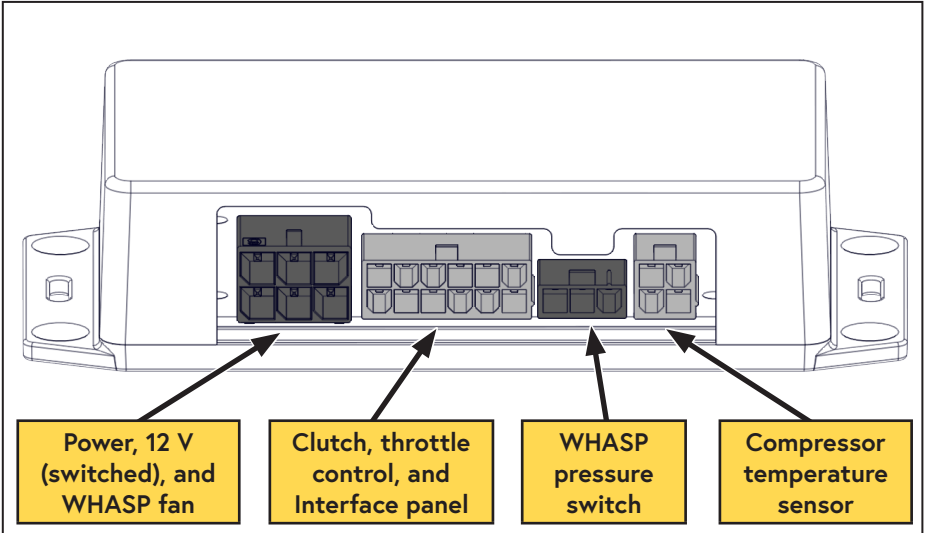 Power, 12 V
(switched), and
WHASP fan
Clutch, throttle
control, and
Interface panel
WHASP
pressure
switch
Compressor
temperature
sensor